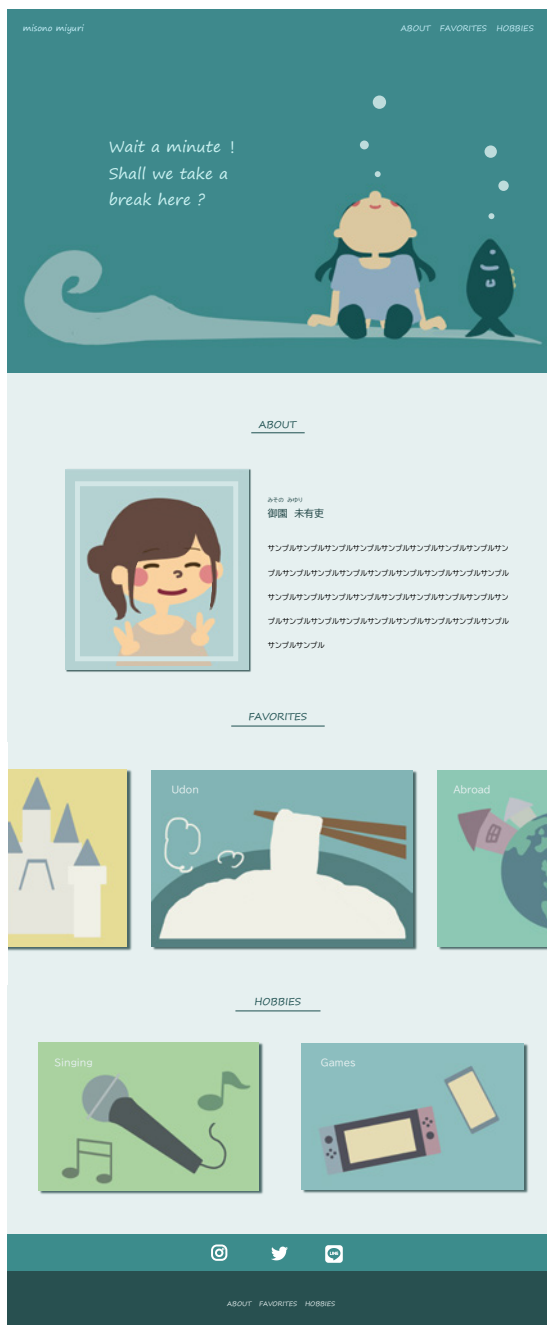 misono miyuri
ABOUT FAVORITES HOBBIES
Wait a minute !
Shall we take a
break here ?
ABOUT
みその みゆり
御園 未有吏
サンプルサンプルサンプルサンプルサンプルサンプルサンプルサンプルサン
プルサンプルサンプルサンプルサンプルサンプルサンプルサンプルサンプル
サンプルサンプルサンプルサンプルサンプルサンプルサンプルサンプルサン
プルサンプルサンプルサンプルサンプルサンプルサンプルサンプルサンプル
サンプルサンプル
FAVORITES
Udon
Abroad
HOBBIES
Singing
Games
LINE
ABOUT FAVORITES HOBBIES